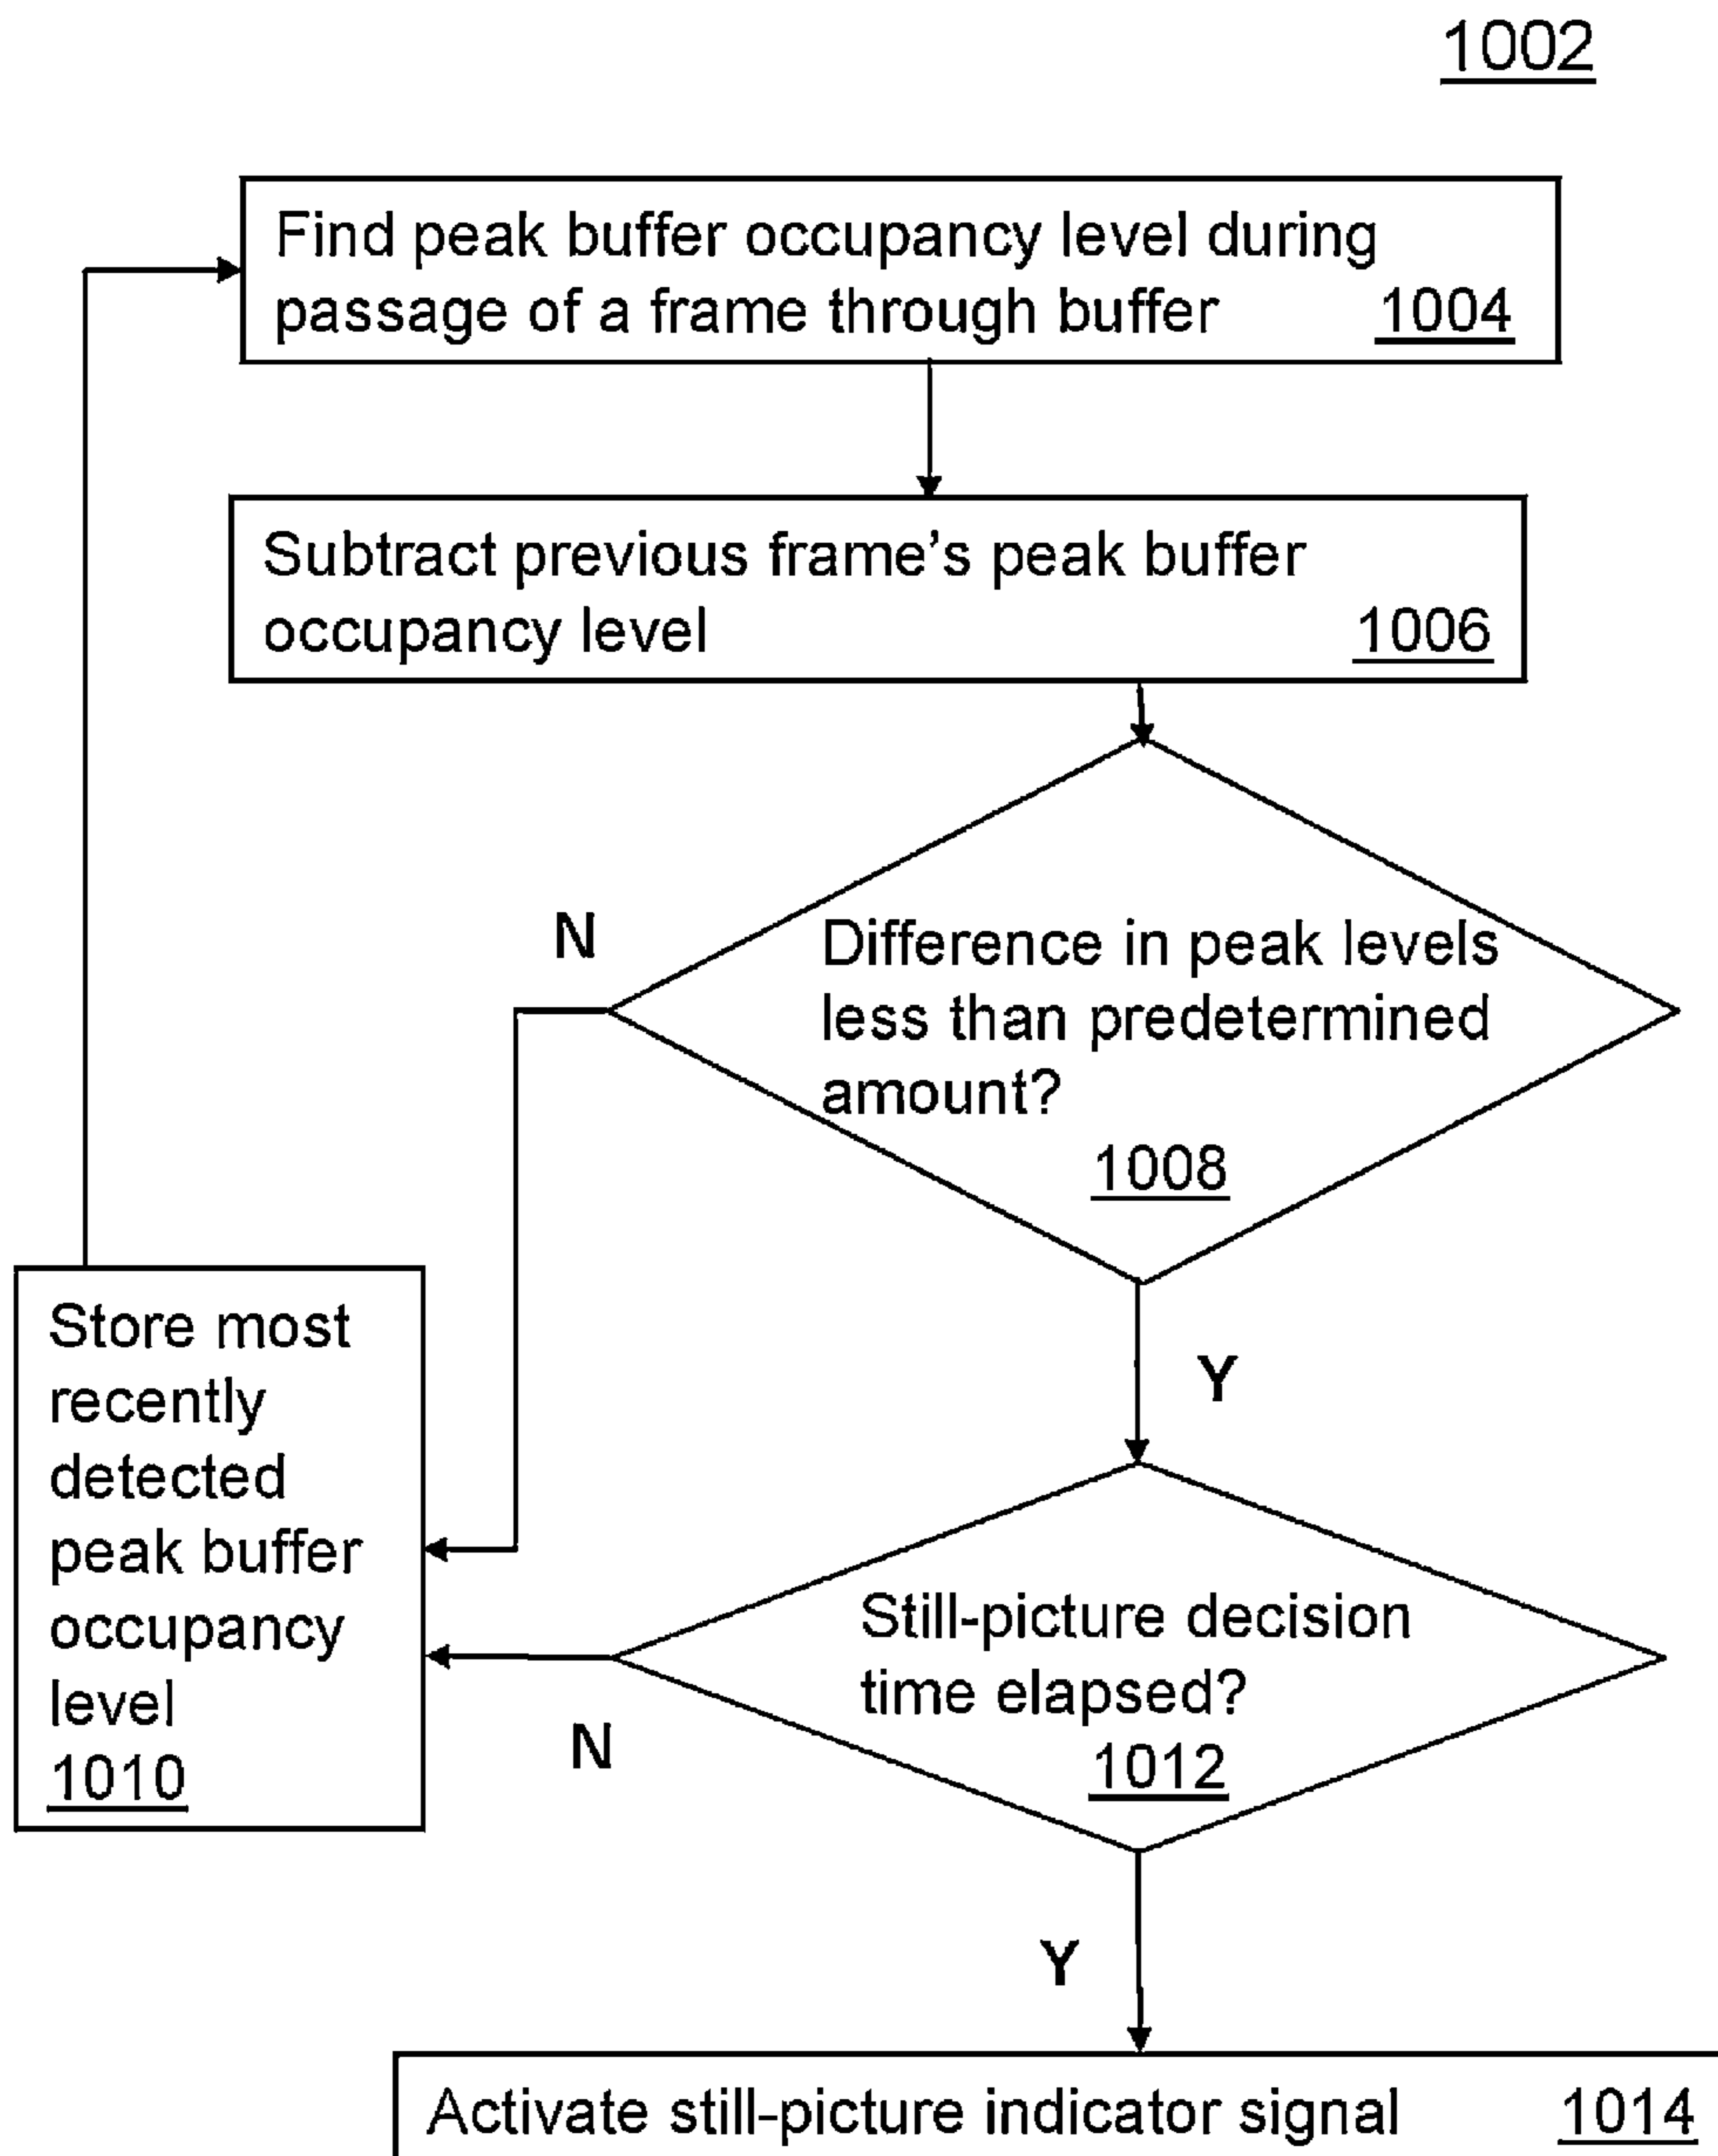 1002
Find peak buffer occupancy level during
passage of a frame through buffer 1004
Subtract previous frame's peak buffer
occupancy level 1006
N
Difference in peak levels
less than predetermined
amount?
1008
Y
Store most
recently
detected
peak buffer
occupancy
level
1010
Still-picture decision
time elapsed?
1012
N
Y
Activate still-picture indicator signal 1014